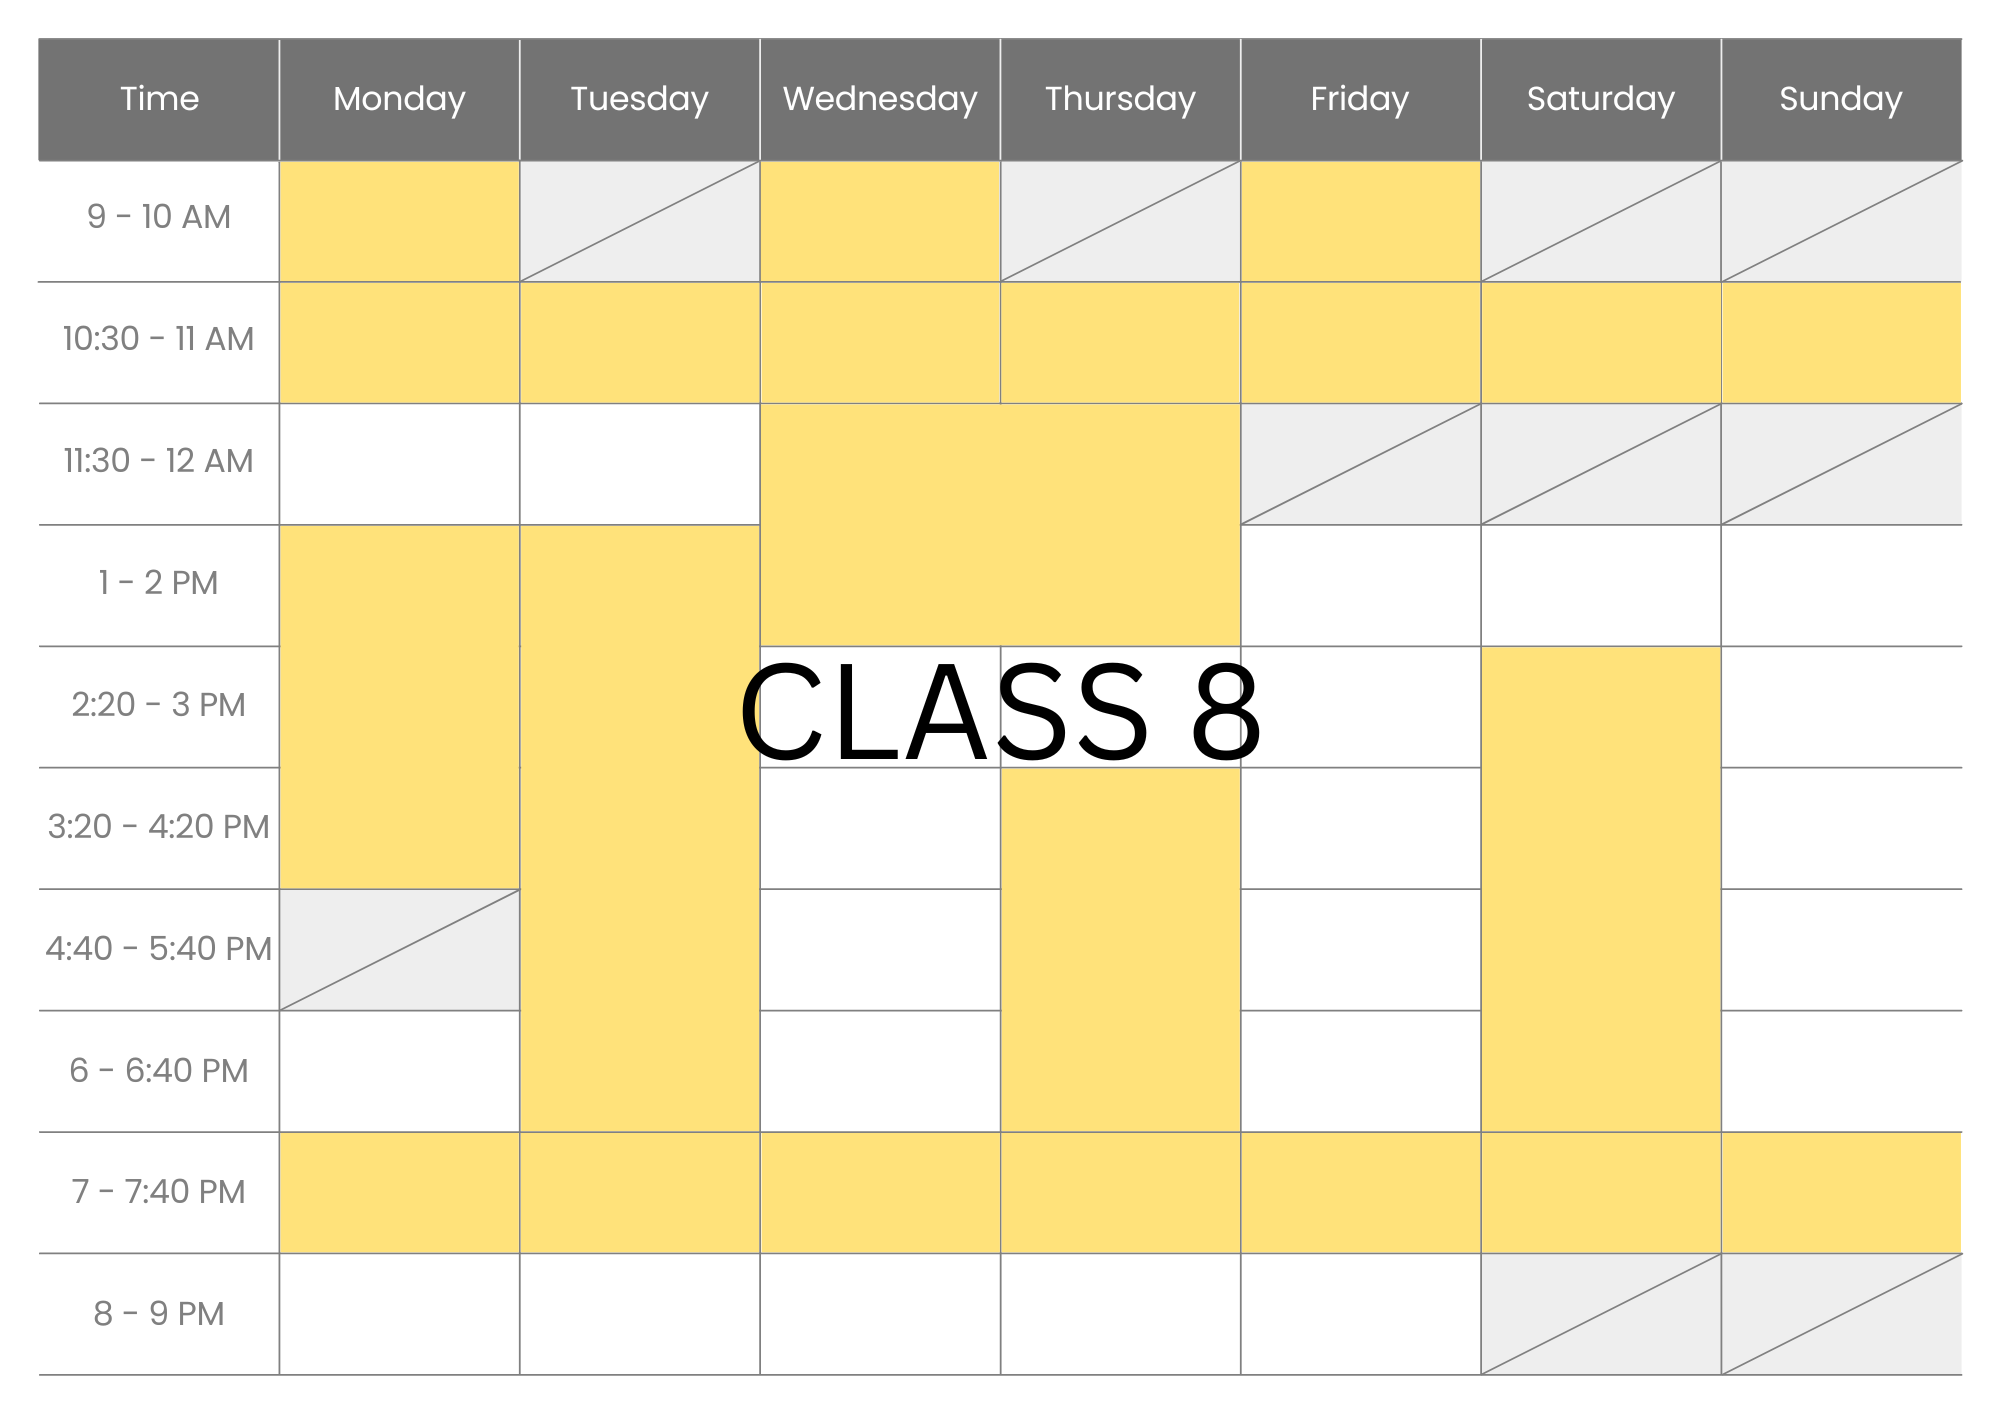 Time Monday Tuesday Wednesday Thursday Friday Saturday Sunday
9 - 10 AM
10:30 - 11 AM
11:30 - 12 AM
1 - 2 PM
2:20 - 3 PM
CLASS 8
3:20 - 4:20 PM
4:40 - 5:40 PM
6 - 6:40 PM
7 - 7:40 PM
8 - 9 PM